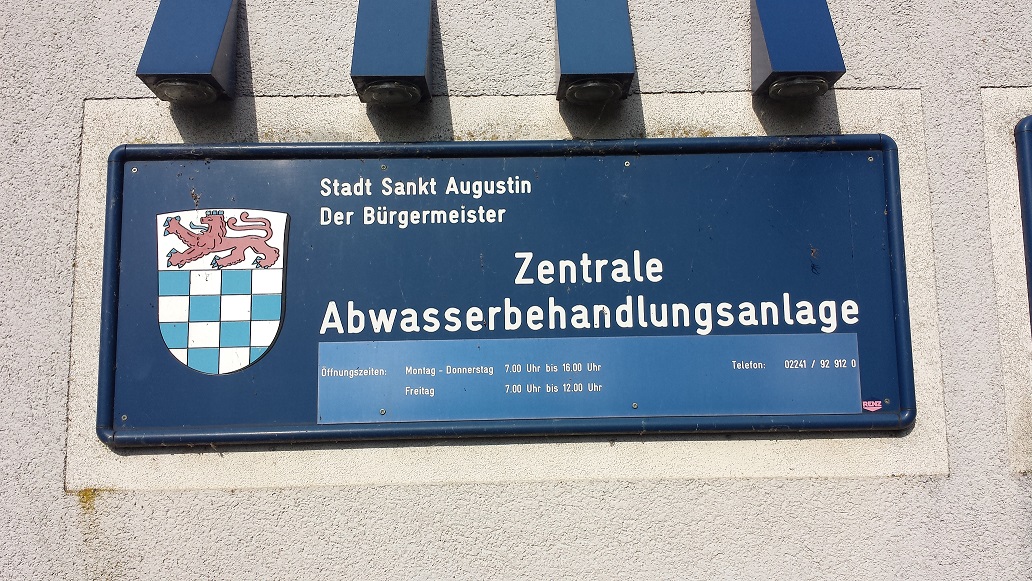 Stadt Sankt Augustin
Der Bürgermeister
Zentrale
Abwasserbehandlungsanlage
Öffnungszeiten: Montag - Donnerstag 7.00 Uhr bis 16.00 Uhr Telefon: 02241 / 92 912 0
Freitag 7.00 Uhr bis 12.00 Uhr
RENZ